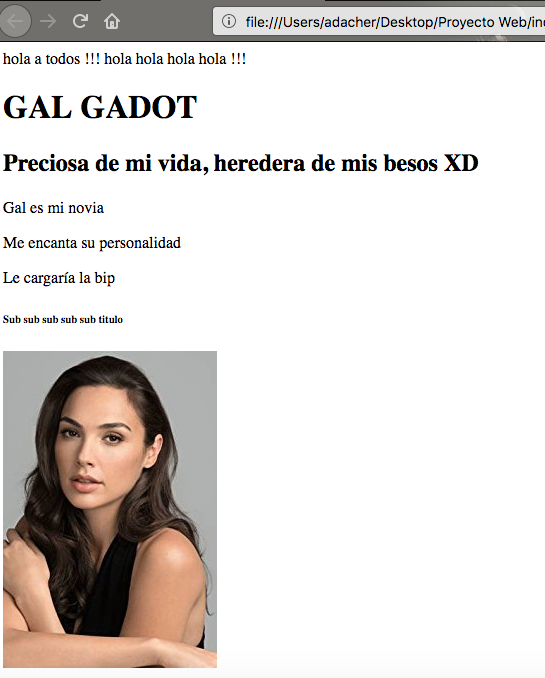 file:///Users/adacher/Desktop/Proyecto Web/in
hola a todos !!! hola hola hola hola !!!
GAL GADOT
Preciosa de mi vida, heredera de mis besos XD
Gal es mi novia
Me encanta su personalidad
Le cargaría la bip
Sub sub sub sub sub titulo